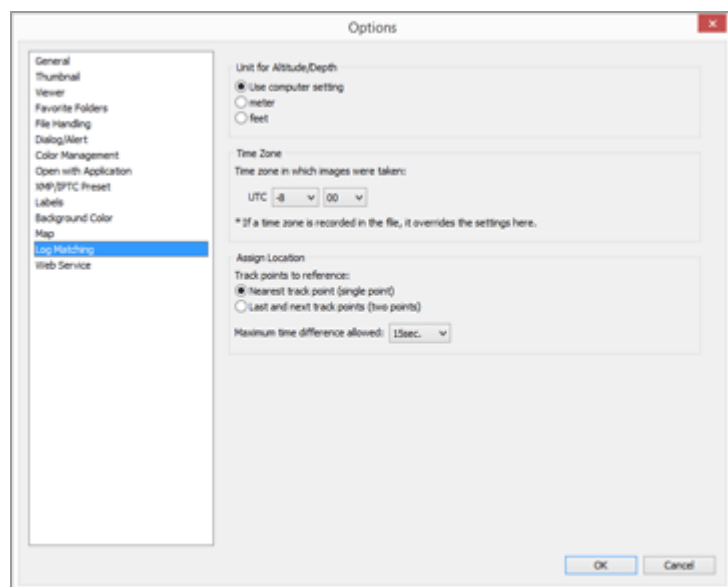 Options
General
Thumbnail
Viewer
Favorite Folders
File Handling
Dialog/Alert
Color Management
Open with Application
XMP/IPTC Preset
Labels
Background Color
Map
Log Matching
Web Service
Unit for Altitude/Depth
Use computer setting
meter
feet
Time Zone
Time zone in which images were taken:
UTC -8 00
* If a time zone is recorded in the file, it overrides the settings here.
Assign Location
Track points to reference:
Nearest track point (single point)
Last and next track points (two points)
Maximum time difference allowed: 15sec.
OK Cancel